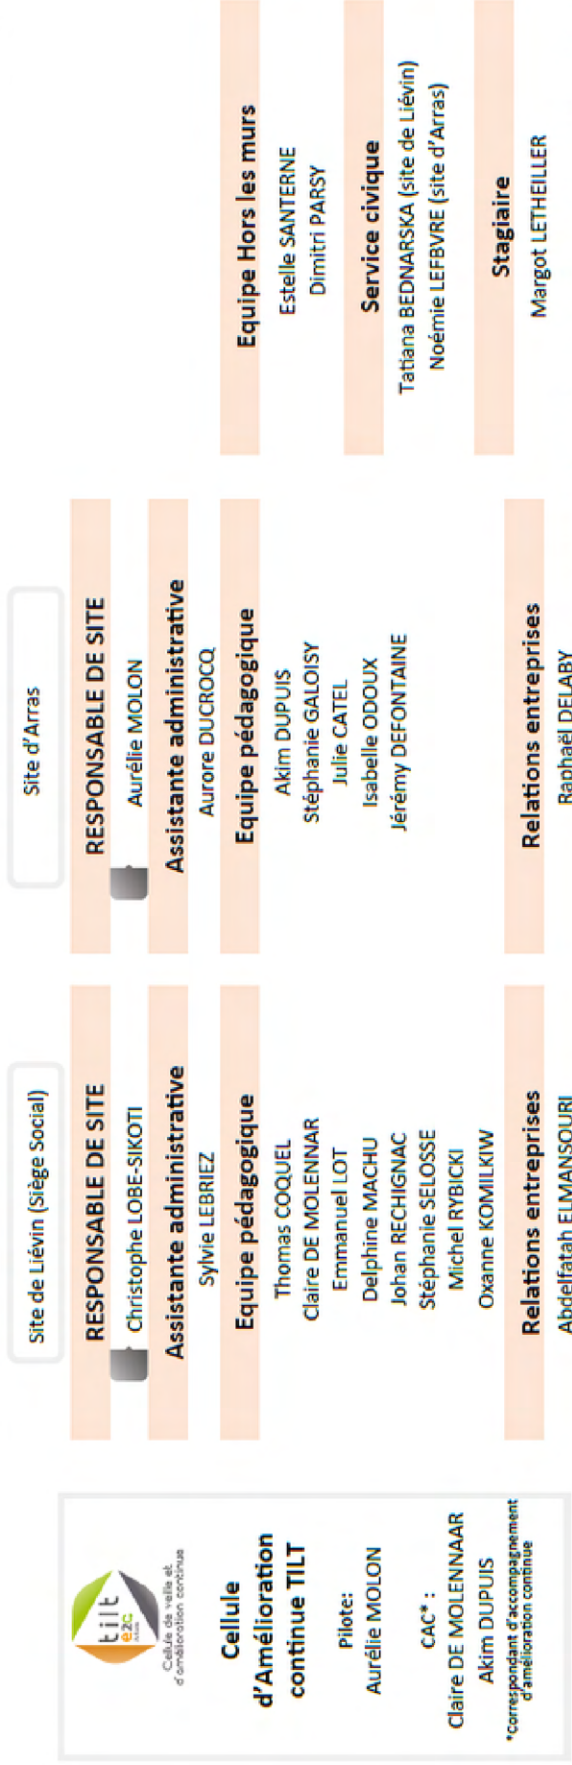 tilt
e2c
Artois
Cellule de veille et
d'amélioration continue
Cellule
d'Amélioration
continue TILT
Pilote:
Aurélie MOLON
CAC* :
Claire DE MOLENNAAR
Akim DUPUIS
*Correspondant d'accompagnement
d'amélioration continue
Site de Liévin (Siège Social)
RESPONSABLE DE SITE
Christophe LOBE-SIKOTI
Assistante administrative
Sylvie LEBRIEZ
Equipe pédagogique
Thomas COQUEL
Claire DE MOLENNAR
Emmanuel LOT
Delphine MACHU
Johan RECHIGNAC
Stéphanie SELOSSE
Michel RYBICKI
Oxanne KOMILKIW
Relations entreprises
Abdelfatah ELMANSOURI
Site d'Arras
RESPONSABLE DE SITE
Aurélie MOLON
Assistante administrative
Aurore DUCROCQ
Equipe pédagogique
Akim DUPUIS
Stéphanie GALOISY
Julie CATEL
Isabelle ODOUX
Jérémy DEFONTAINE
Relations entreprises
Raphaël DELABY
Equipe Hors les murs
Estelle SANTERNE
Dimitri PARSY
Service civique
Tatiana BEDNARSKA (site de Liévin)
Noémie LEFBVRE (site d'Arras)
Stagiaire
Margot LETHEILLER